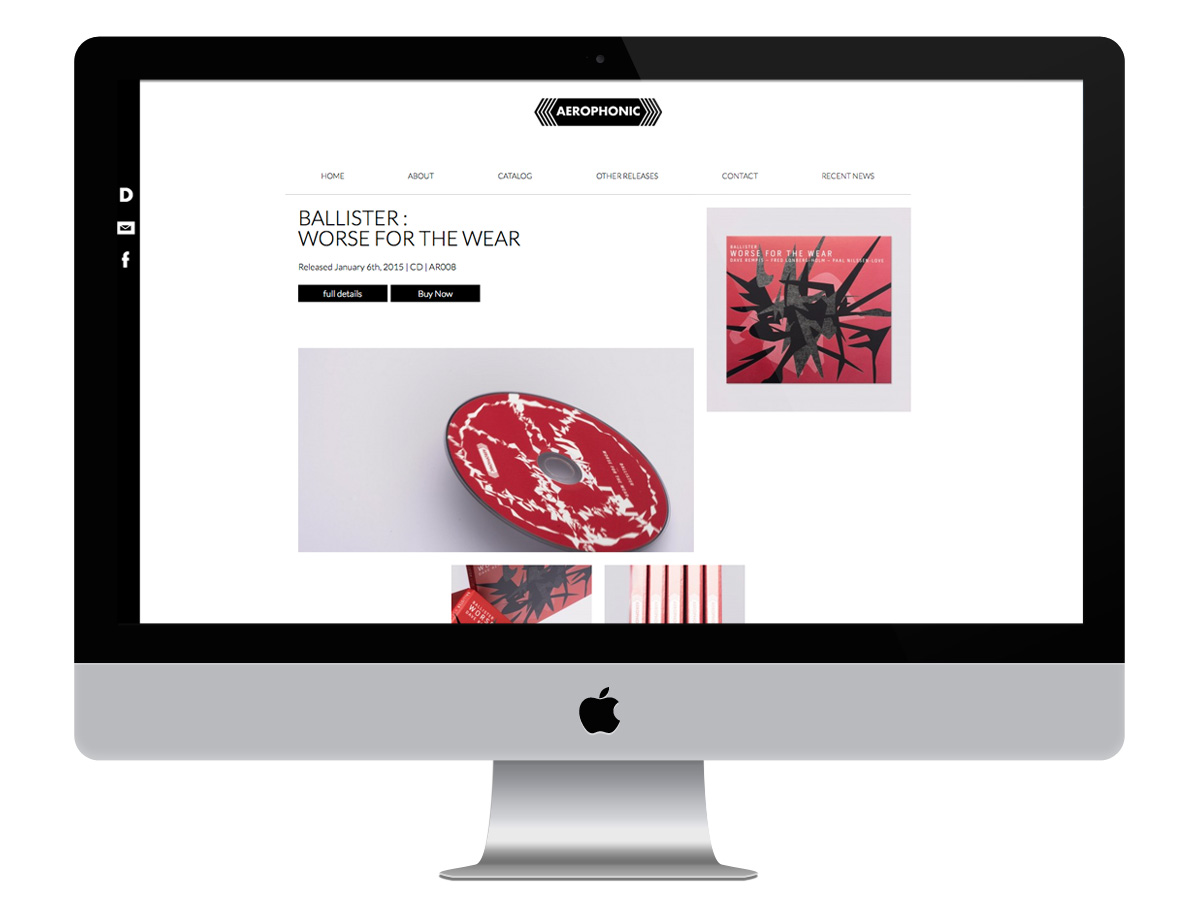 AEROPHONIC
HOME ABOUT CATALOG OTHER RELEASES CONTACT RECENT NEWS
D
f
BALLISTER :
WORSE FOR THE WEAR
Released January 6th, 2015 | CD | AR008
full details Buy Now
BALLISTER
WORSE FOR THE WEAR
DAVE REMPIS – FRED LONBERG-HOLM – PAAL NILSSEN-LOVE
AEROPHONIC
BALLISTER
WORSE FOR THE WEAR
BALLISTER
WORSE